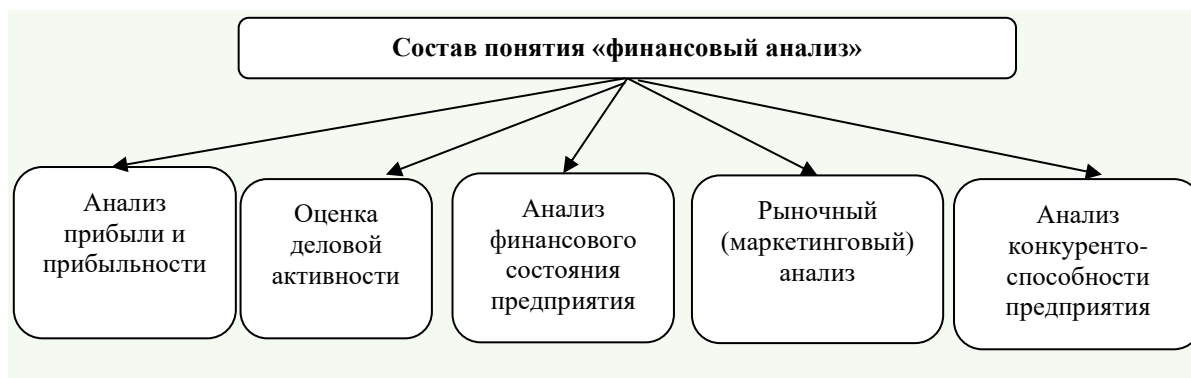 Состав понятия «финансовый анализ»
Анализ
прибыли и
прибыльности
Оценка
деловой
активности
Анализ
финансового
состояния
предприятия
Рыночный
(маркетинговый)
анализ
Анализ
конкуренто-
способности
предприятия